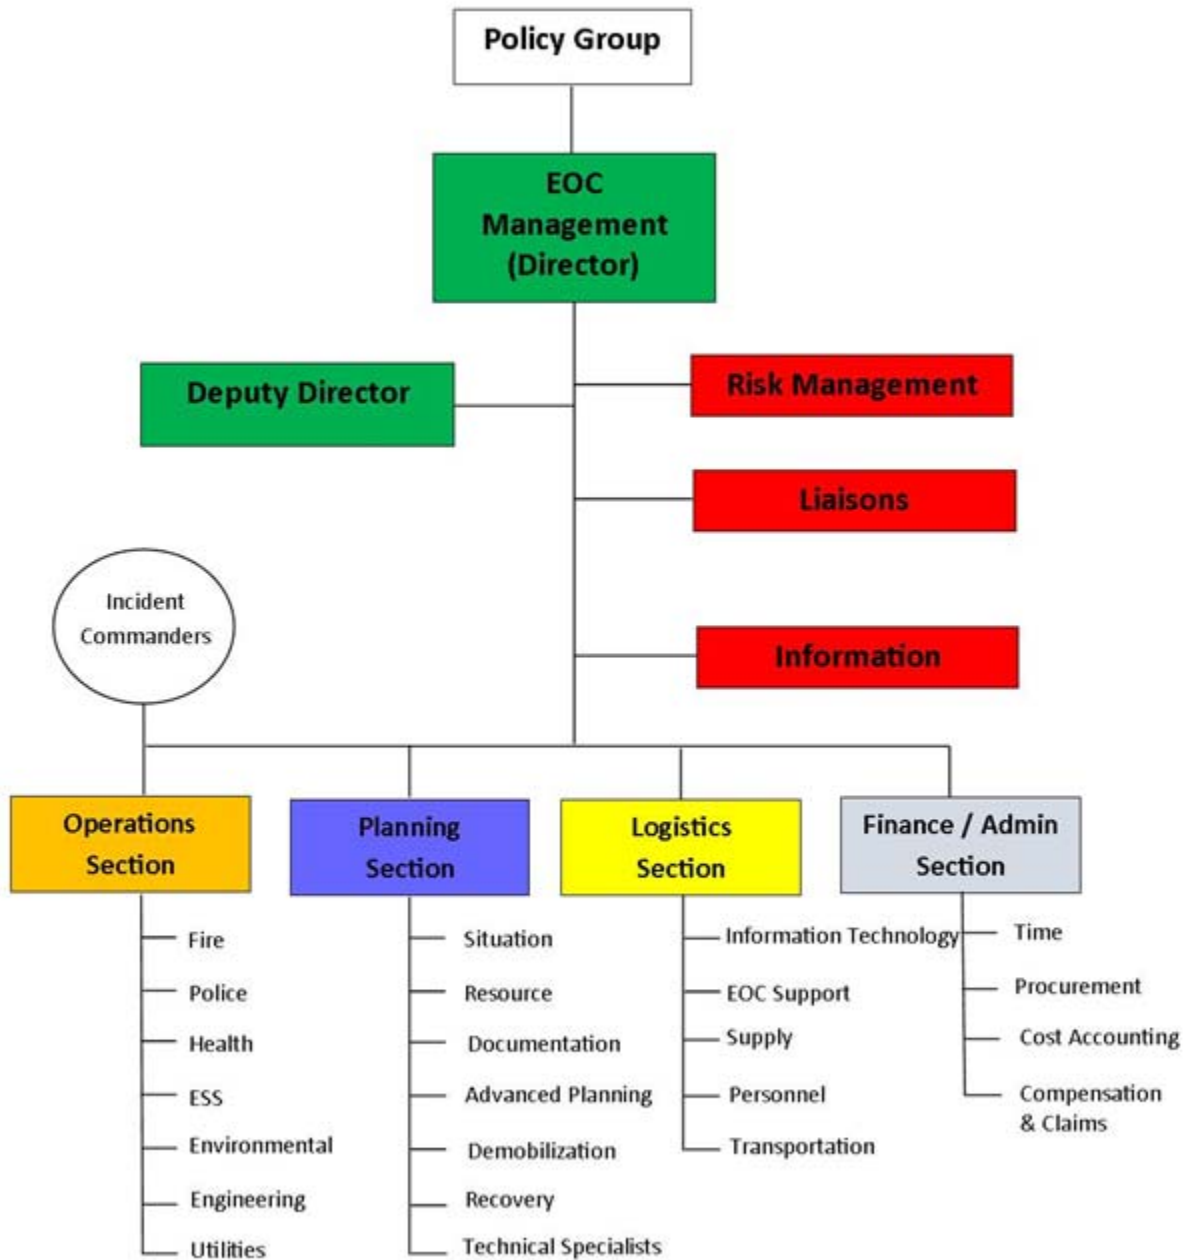 Policy Group
EOC
Management
(Director)
Deputy Director
Risk Management
Liaisons
Information
Incident
Commanders
Operations
Section
Fire
Police
Health
ESS
Environmental
Engineering
Utilities
Planning
Section
Situation
Resource
Documentation
Advanced Planning
Demobilization
Recovery
Technical Specialists
Logistics
Section
Information Technology
EOC Support
Supply
Personnel
Transportation
Finance / Admin
Section
Time
Procurement
Cost Accounting
Compensation
& Claims